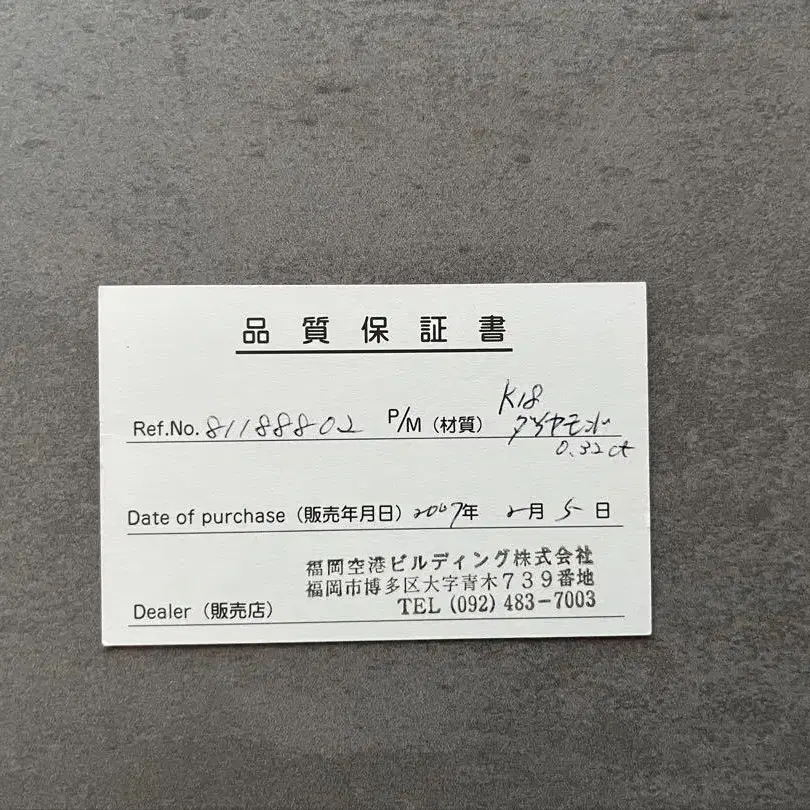 品質保証書
Ref.No. 81188802 P/M（材質） K18
ダイヤモンド
0.32ct
Date of purchase（販売年月日）2007年 2月 5日
福岡空港ビルディング株式会社
福岡市博多区大字青木739番地
Dealer（販売店） TEL (092) 483-7003